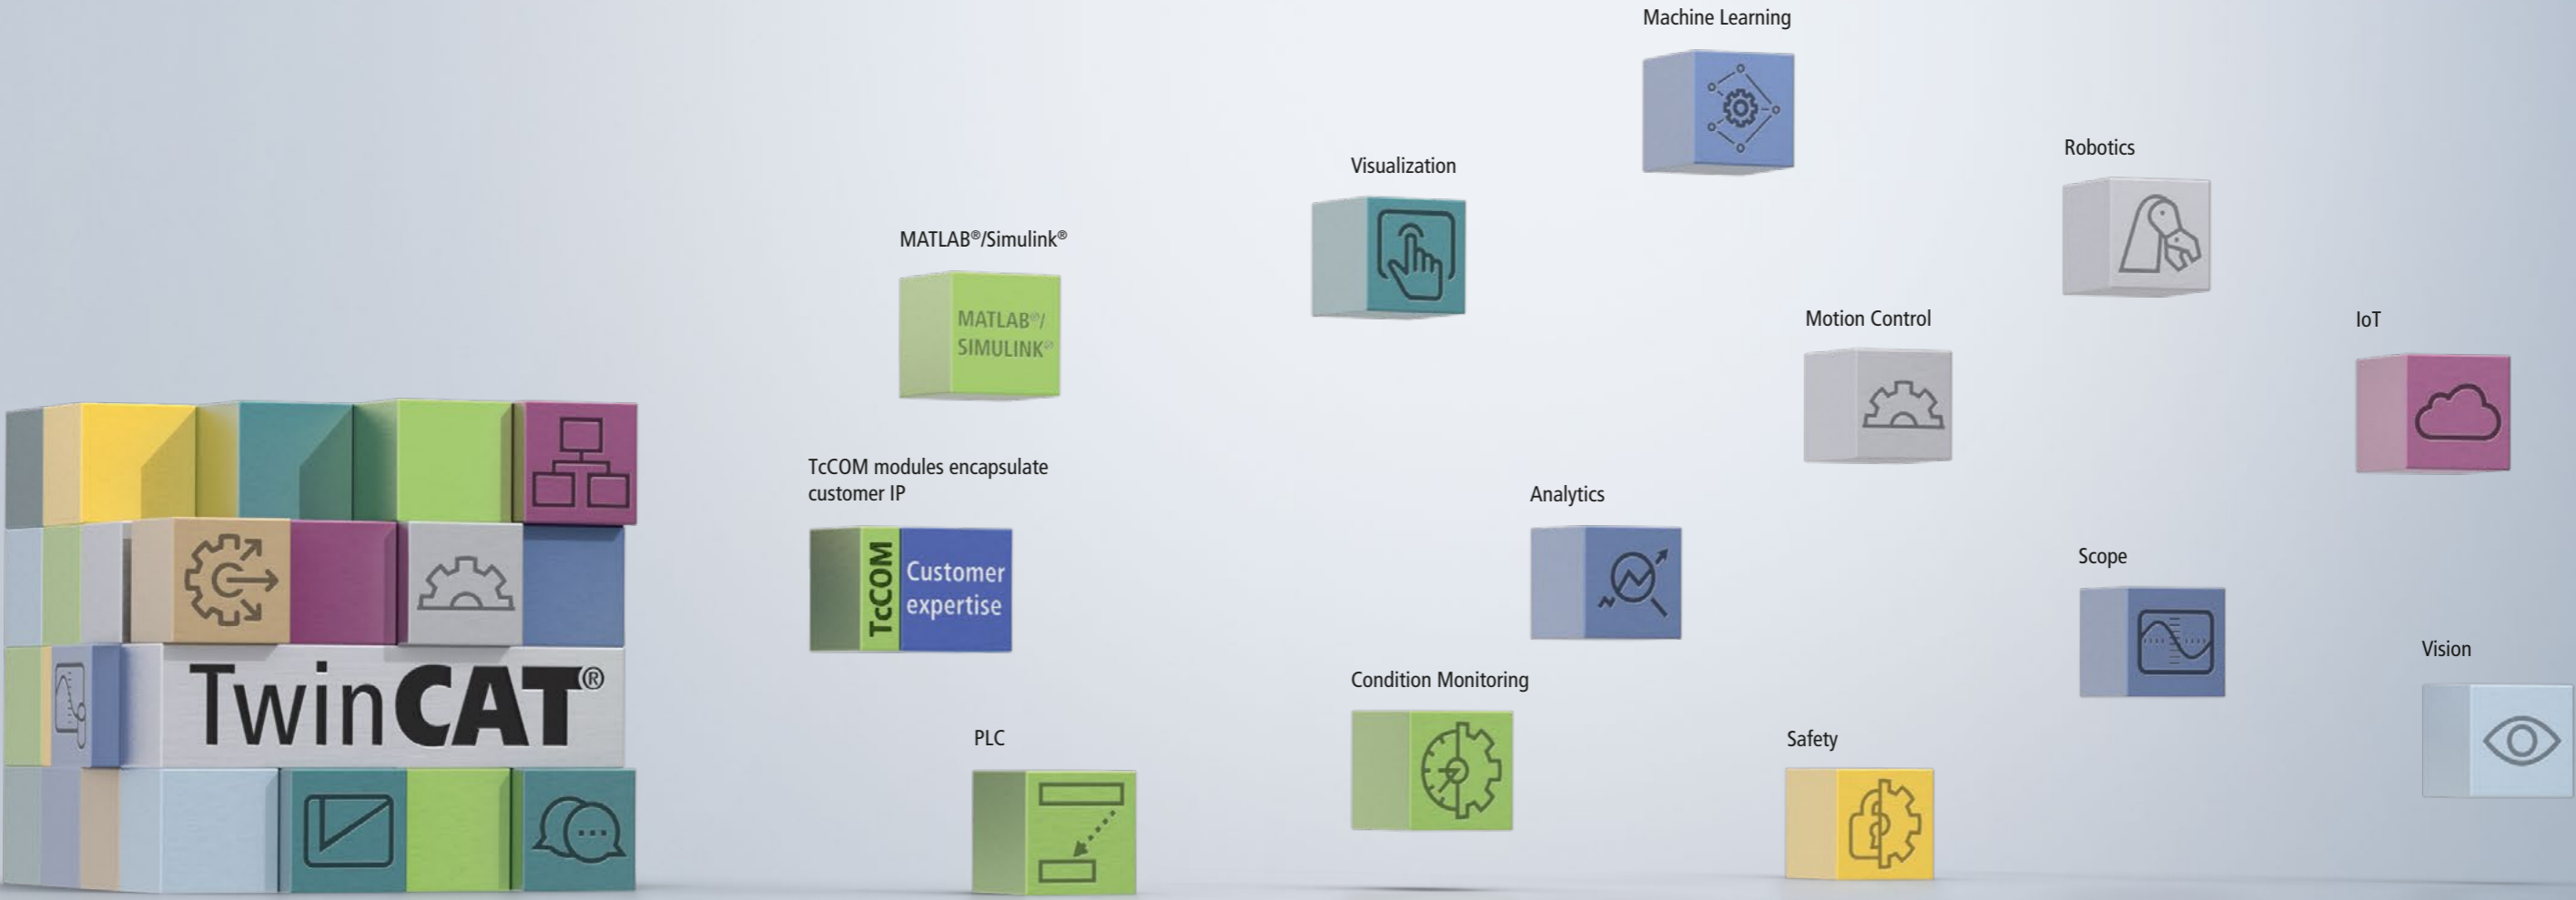 Machine Learning
Robotics
Visualization
MATLAB®/Simulink®
MATLAB®/
SIMULINK®
Motion Control
IoT
TcCOM modules encapsulate
customer IP
TcCOM
Customer
expertise
Analytics
Scope
Vision
Condition Monitoring
TwinCAT®
PLC
Safety